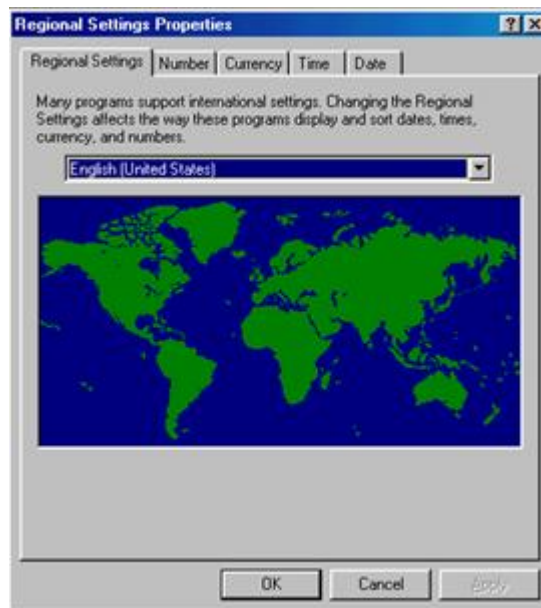 Regional Settings Properties
Regional Settings Number Currency Time Date
Many programs support international settings. Changing the Regional
Settings affects the way these programs display and sort dates, times,
currency, and numbers.
English (United States)
OK Cancel Apply